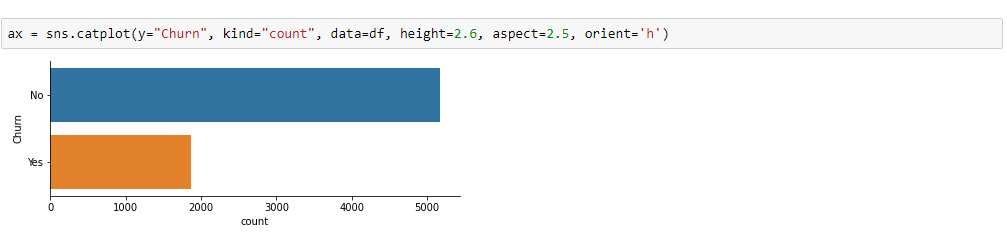 ax = sns.catplot(y="Churn", kind="count", data=df, height=2.6, aspect=2.5, orient='h')
No
Churn
Yes
0 1000 2000 3000 4000 5000
count